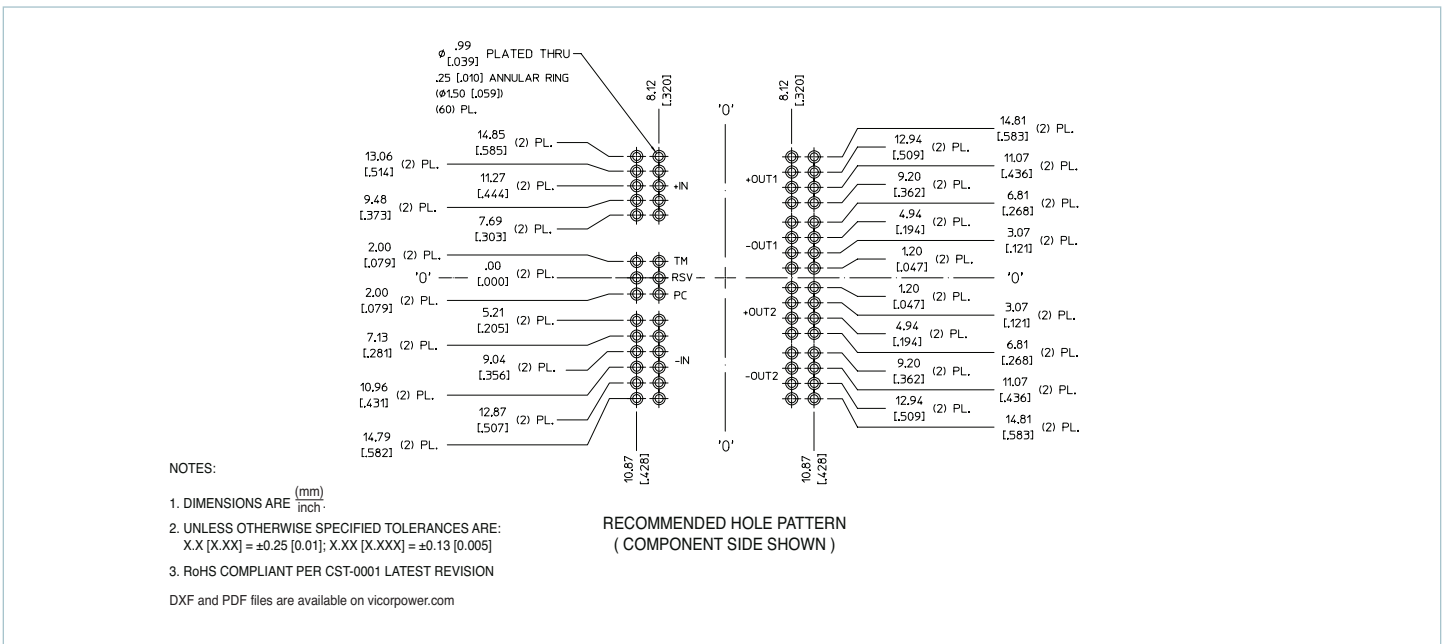 ø .99 [.039] PLATED THRU
.25 [.010] ANNULAR RING
(ø1.50 [.059])
(60) PL.
8.12 [.320]
'0'
8.12 [.320]
14.85 [.585] (2) PL.
13.06 [.514] (2) PL.
11.27 [.444] (2) PL.
9.48 [.373] (2) PL.
7.69 [.303] (2) PL.
2.00 [.079] (2) PL.
.00 [.000] (2) PL.
'0'
2.00 [.079] (2) PL.
5.21 [.205] (2) PL.
7.13 [.281] (2) PL.
9.04 [.356] (2) PL.
10.96 [.431] (2) PL.
12.87 [.507] (2) PL.
14.79 [.582] (2) PL.
+IN
TM
RSV
PC
-IN
+OUT1
-OUT1
+OUT2
-OUT2
14.81 [.583] (2) PL.
12.94 [.509] (2) PL.
11.07 [.436] (2) PL.
9.20 [.362] (2) PL.
6.81 [.268] (2) PL.
4.94 [.194] (2) PL.
3.07 [.121] (2) PL.
1.20 [.047] (2) PL.
'0'
1.20 [.047] (2) PL.
3.07 [.121] (2) PL.
4.94 [.194] (2) PL.
6.81 [.268] (2) PL.
9.20 [.362] (2) PL.
11.07 [.436] (2) PL.
12.94 [.509] (2) PL.
14.81 [.583] (2) PL.
10.87 [.428]
'0'
10.87 [.428]
NOTES:
1. DIMENSIONS ARE (mm) inch.
2. UNLESS OTHERWISE SPECIFIED TOLERANCES ARE:
X.X [X.XX] = ±0.25 [0.01]; X.XX [X.XXX] = ±0.13 [0.005]
3. RoHS COMPLIANT PER CST-0001 LATEST REVISION
DXF and PDF files are available on vicorpower.com
RECOMMENDED HOLE PATTERN
( COMPONENT SIDE SHOWN )